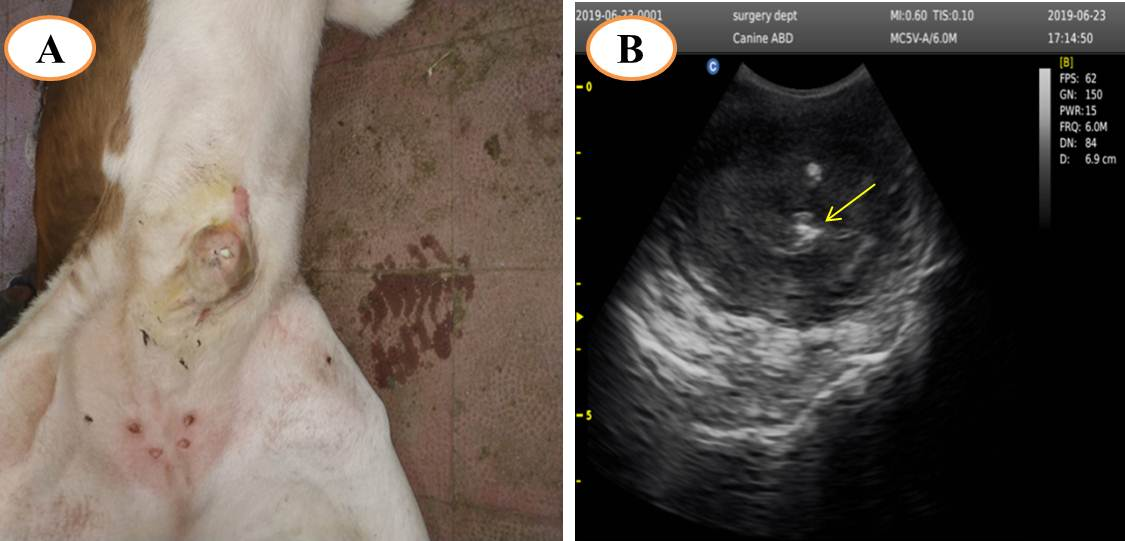 A
B
2019-06-23-0001 surgery dept MI:0.60 TIS:0.10 2019-06-23
Canine ABD MC5V-A/6.0M 17:14:50
C
[B]
FPS: 62
GN: 150
PWR: 15
FRQ: 6.0M
DN: 84
D: 6.9 cm
0
5